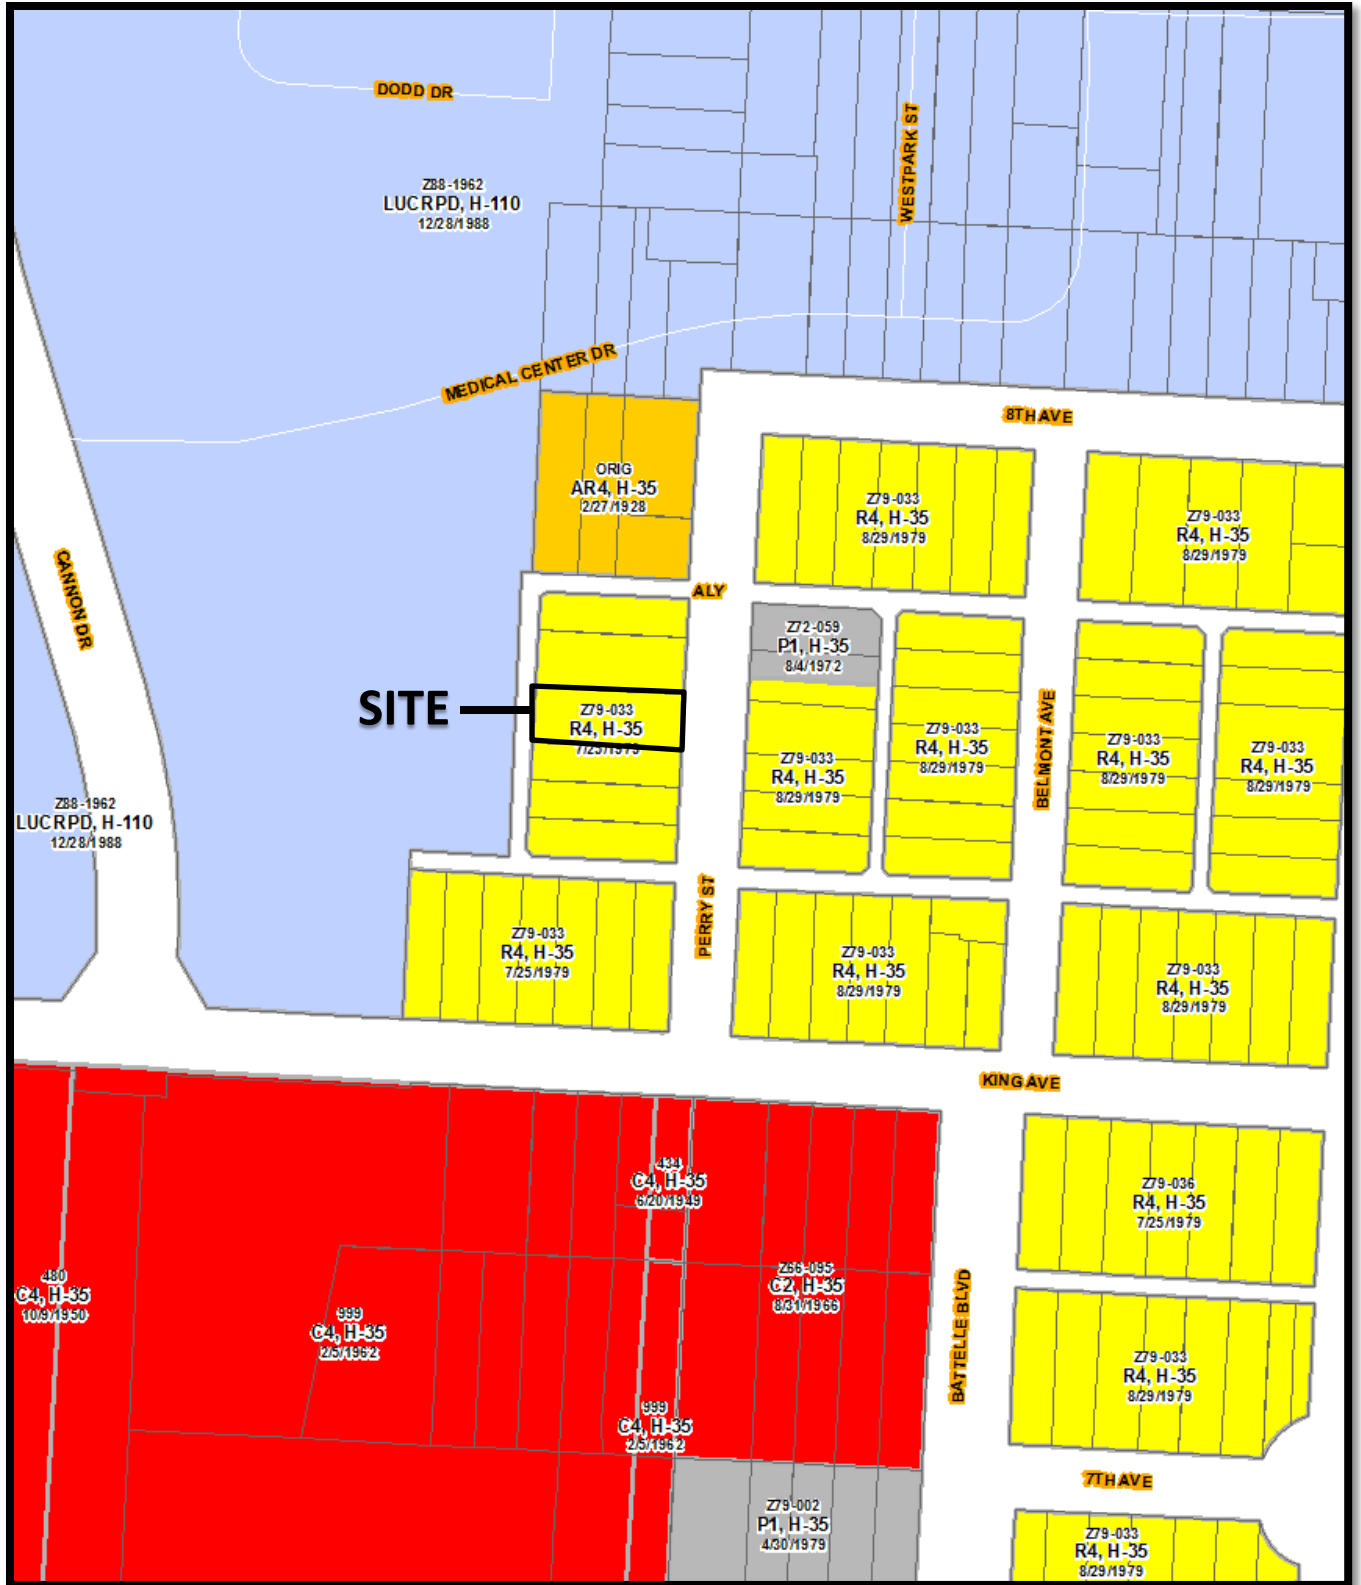 DODD DR
WESTPARK ST
Z88-1962
LUCRPD, H-110
12/28/1988
MEDICAL CENTER DR
8TH AVE
ORIG
AR4, H-35
2/27/1928
Z79-033
R4, H-35
8/29/1979
Z79-033
R4, H-35
8/29/1979
CANNON DR
ALY
Z72-059
P1, H-35
8/4/1972
SITE
Z79-033
R4, H-35
7/25/1979
Z79-033
R4, H-35
8/29/1979
Z79-033
R4, H-35
8/29/1979
BELMONT AVE
Z79-033
R4, H-35
8/29/1979
Z79-033
R4, H-35
8/29/1979
Z88-1962
LUCRPD, H-110
12/28/1988
PERRY ST
Z79-033
R4, H-35
7/25/1979
Z79-033
R4, H-35
8/29/1979
Z79-033
R4, H-35
8/29/1979
KING AVE
434
C4, H-35
6/20/1949
Z79-036
R4, H-35
7/25/1979
480
C4, H-35
10/9/1950
999
C4, H-35
2/5/1962
Z66-095
C2, H-35
8/31/1966
BATTELLE BLVD
Z79-033
R4, H-35
8/29/1979
999
C4, H-35
2/5/1962
7TH AVE
Z79-002
P1, H-35
4/30/1979
Z79-033
R4, H-35
8/29/1979